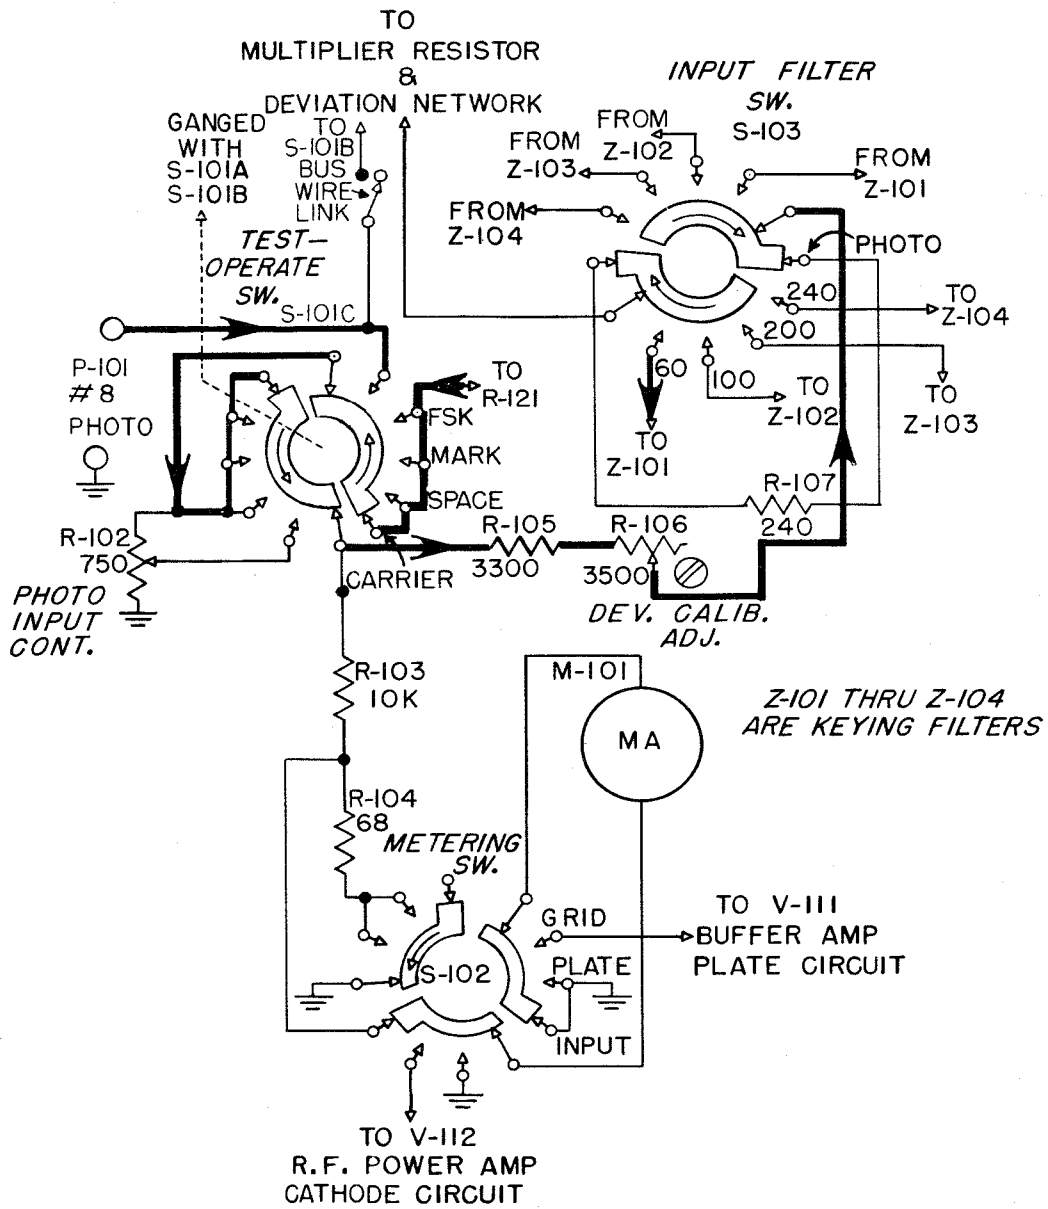 TO
MULTIPLIER RESISTOR
&
DEVIATION NETWORK
GANGED
WITH
S-101A
S-101B
TO
S-101B
BUS
WIRE
LINK
TEST-
OPERATE
SW.
S-101C
INPUT FILTER
SW.
S-103
FROM
Z-102
FROM
Z-103
FROM
Z-101
FROM
Z-104
PHOTO
240
TO
Z-104
200
60
100
TO
Z-102
TO
Z-103
TO
Z-101
P-101
#8
PHOTO
TO
R-121
FSK
MARK
SPACE
CARRIER
R-102
750
PHOTO
INPUT
CONT.
R-105
3300
R-106
3500
DEV. CALIB.
ADJ.
R-107
240
R-103
10K
M-101
MA
Z-101 THRU Z-104
ARE KEYING FILTERS
R-104
68
METERING
SW.
S-102
GRID
PLATE
INPUT
TO V-111
BUFFER AMP
PLATE CIRCUIT
TO V-112
R.F. POWER AMP
CATHODE CIRCUIT